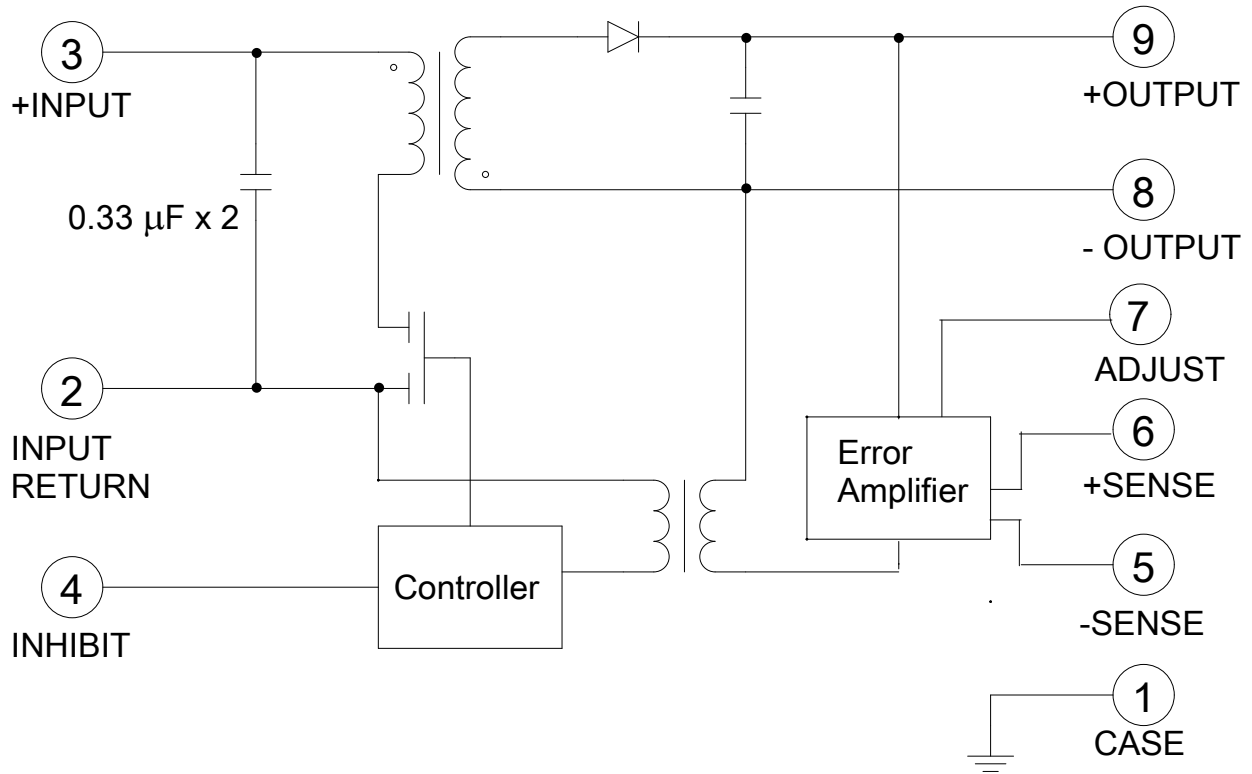 3
+INPUT
0.33 μF x 2
2
INPUT
RETURN
4
INHIBIT
Controller
Error
Amplifier
9
+OUTPUT
8
- OUTPUT
7
ADJUST
6
+SENSE
5
-SENSE
1
CASE